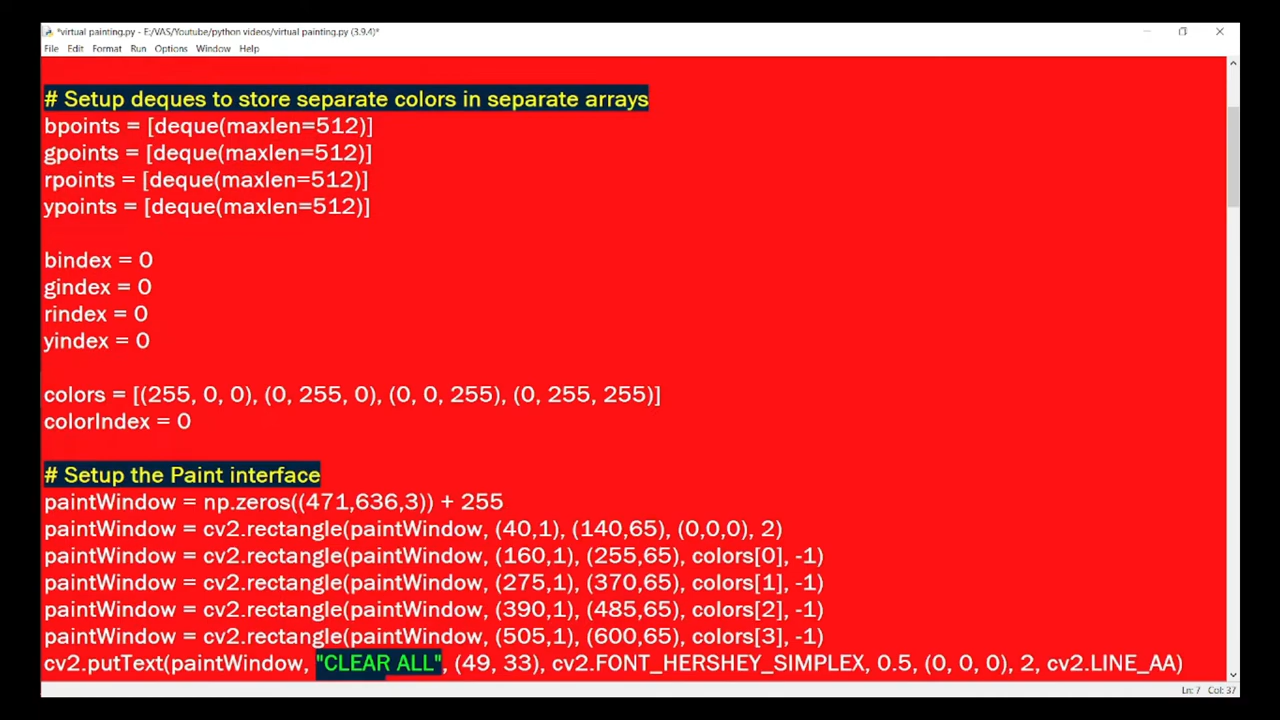 *virtual painting.py - E:/VAS/Youtube/python videos/virtual painting.py (3.9.4)*
File Edit Format Run Options Window Help
# Setup deques to store separate colors in separate arrays
bpoints = [deque(maxlen=512)]
gpoints = [deque(maxlen=512)]
rpoints = [deque(maxlen=512)]
ypoints = [deque(maxlen=512)]
bindex = 0
gindex = 0
rindex = 0
yindex = 0
colors = [(255, 0, 0), (0, 255, 0), (0, 0, 255), (0, 255, 255)]
colorIndex = 0
# Setup the Paint interface
paintWindow = np.zeros((471,636,3)) + 255
paintWindow = cv2.rectangle(paintWindow, (40,1), (140,65), (0,0,0), 2)
paintWindow = cv2.rectangle(paintWindow, (160,1), (255,65), colors[0], -1)
paintWindow = cv2.rectangle(paintWindow, (275,1), (370,65), colors[1], -1)
paintWindow = cv2.rectangle(paintWindow, (390,1), (485,65), colors[2], -1)
paintWindow = cv2.rectangle(paintWindow, (505,1), (600,65), colors[3], -1)
cv2.putText(paintWindow, "CLEAR ALL", (49, 33), cv2.FONT_HERSHEY_SIMPLEX, 0.5, (0, 0, 0), 2, cv2.LINE_AA)
Ln: 7 Col: 37